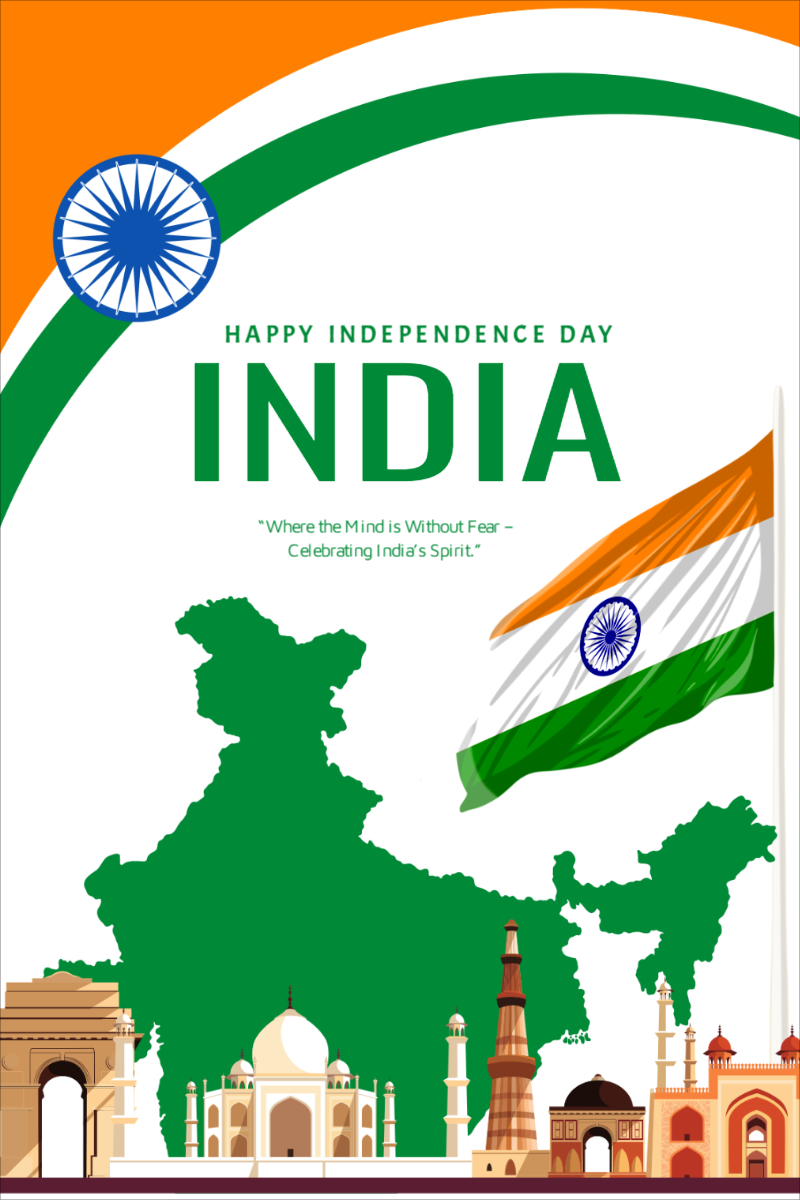 HAPPY INDEPENDENCE DAY
INDIA
“Where the Mind is Without Fear –
Celebrating India’s Spirit.”